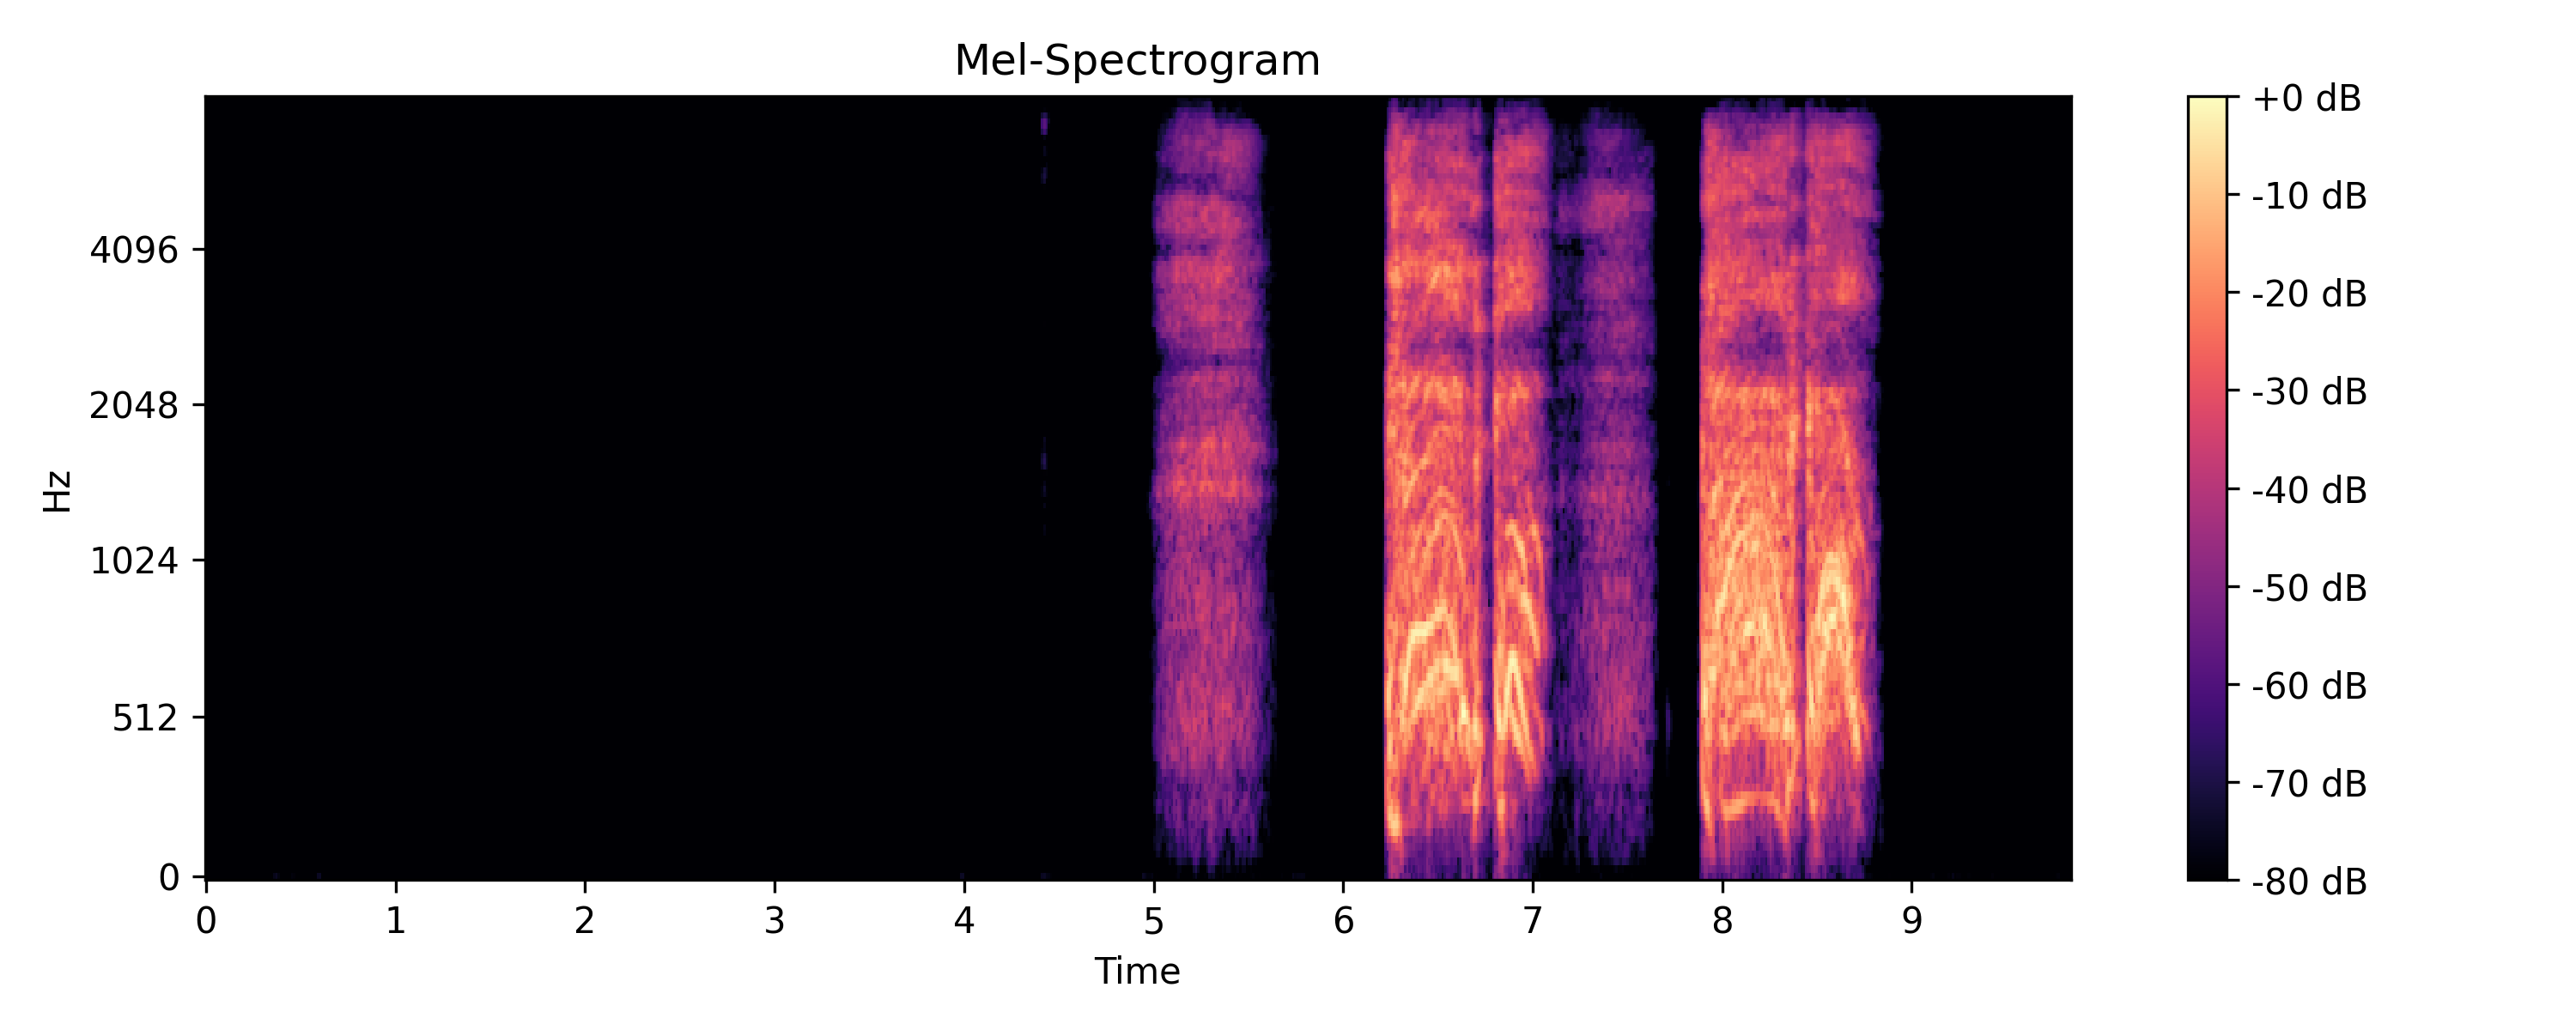 Mel-Spectrogram
+0 dB
-10 dB
-20 dB
-30 dB
-40 dB
-50 dB
-60 dB
-70 dB
-80 dB
Hz
4096
2048
1024
512
0
0 1 2 3 4 5 6 7 8 9
Time